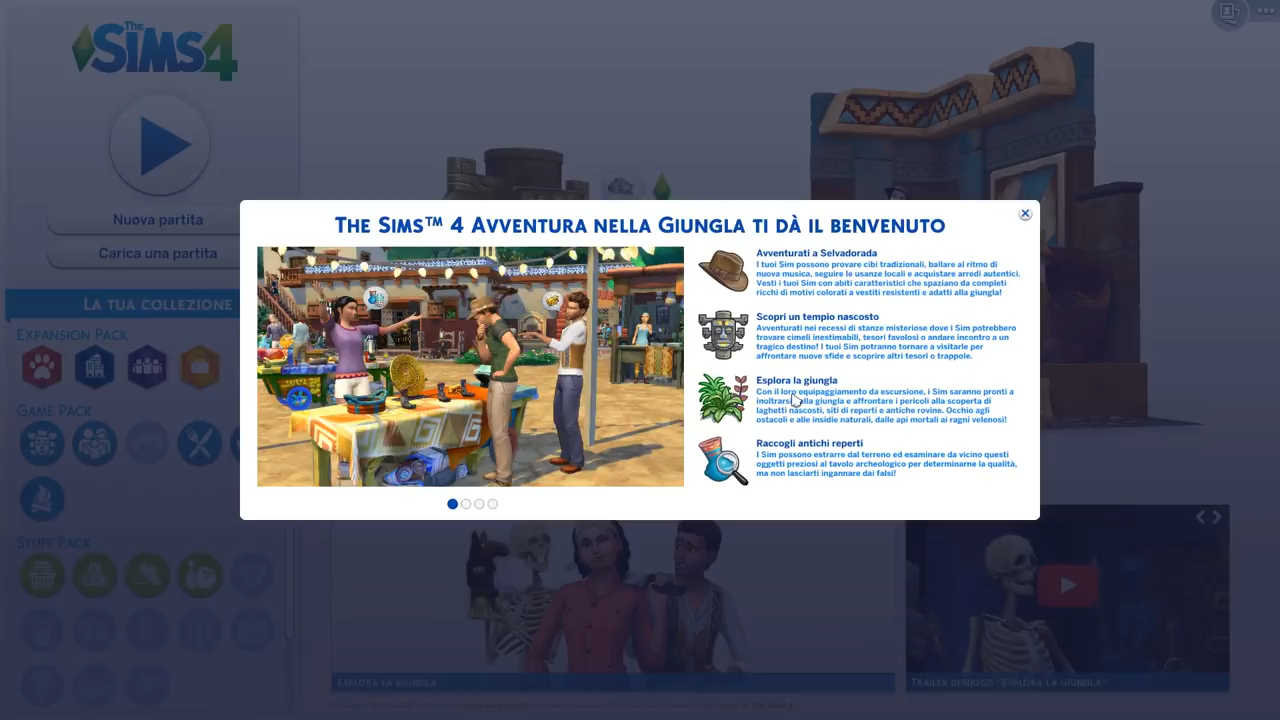 The Sims 4
Nuova partita
Carica una partita
La tua collezione
Expansion Pack
Game Pack
Stuff Pack
The Sims™ 4 Avventura nella Giungla ti dà il benvenuto
Avventurati a Selvadorada
I tuoi Sim possono provare cibi tradizionali, ballare al ritmo di
nuova musica, seguire le usanze locali e acquistare arredi autentici.
Vesti i tuoi Sim con abiti caratteristici che spaziano da completi
ricchi di motivi colorati a vestiti resistenti e adatti alla giungla!
Scopri un tempio nascosto
Avventurati nei recessi di stanze misteriose dove i Sim potrebbero
trovare cimeli inestimabili, tesori favolosi o andare incontro a un
tragico destino! I tuoi Sim potranno tornare a visitarle per
affrontare nuove sfide e scoprire altri tesori o trappole.
Esplora la giungla
Con il loro equipaggiamento da escursione, i Sim saranno pronti a
inoltrarsi nella giungla e affrontare i pericoli alla scoperta di
laghetti nascosti, siti di reperti e antiche rovine. Occhio agli
ostacoli e alle insidie naturali, dalle api mortali ai ragni velenosi!
Raccogli antichi reperti
I Sim possono estrarre dal terreno ed esaminare da vicino questi
oggetti preziosi al tavolo archeologico per determinarne la qualità,
ma non lasciarti ingannare dai falsi!
Esplora la giungla
Trailer di gioco "Esplora la giungla"